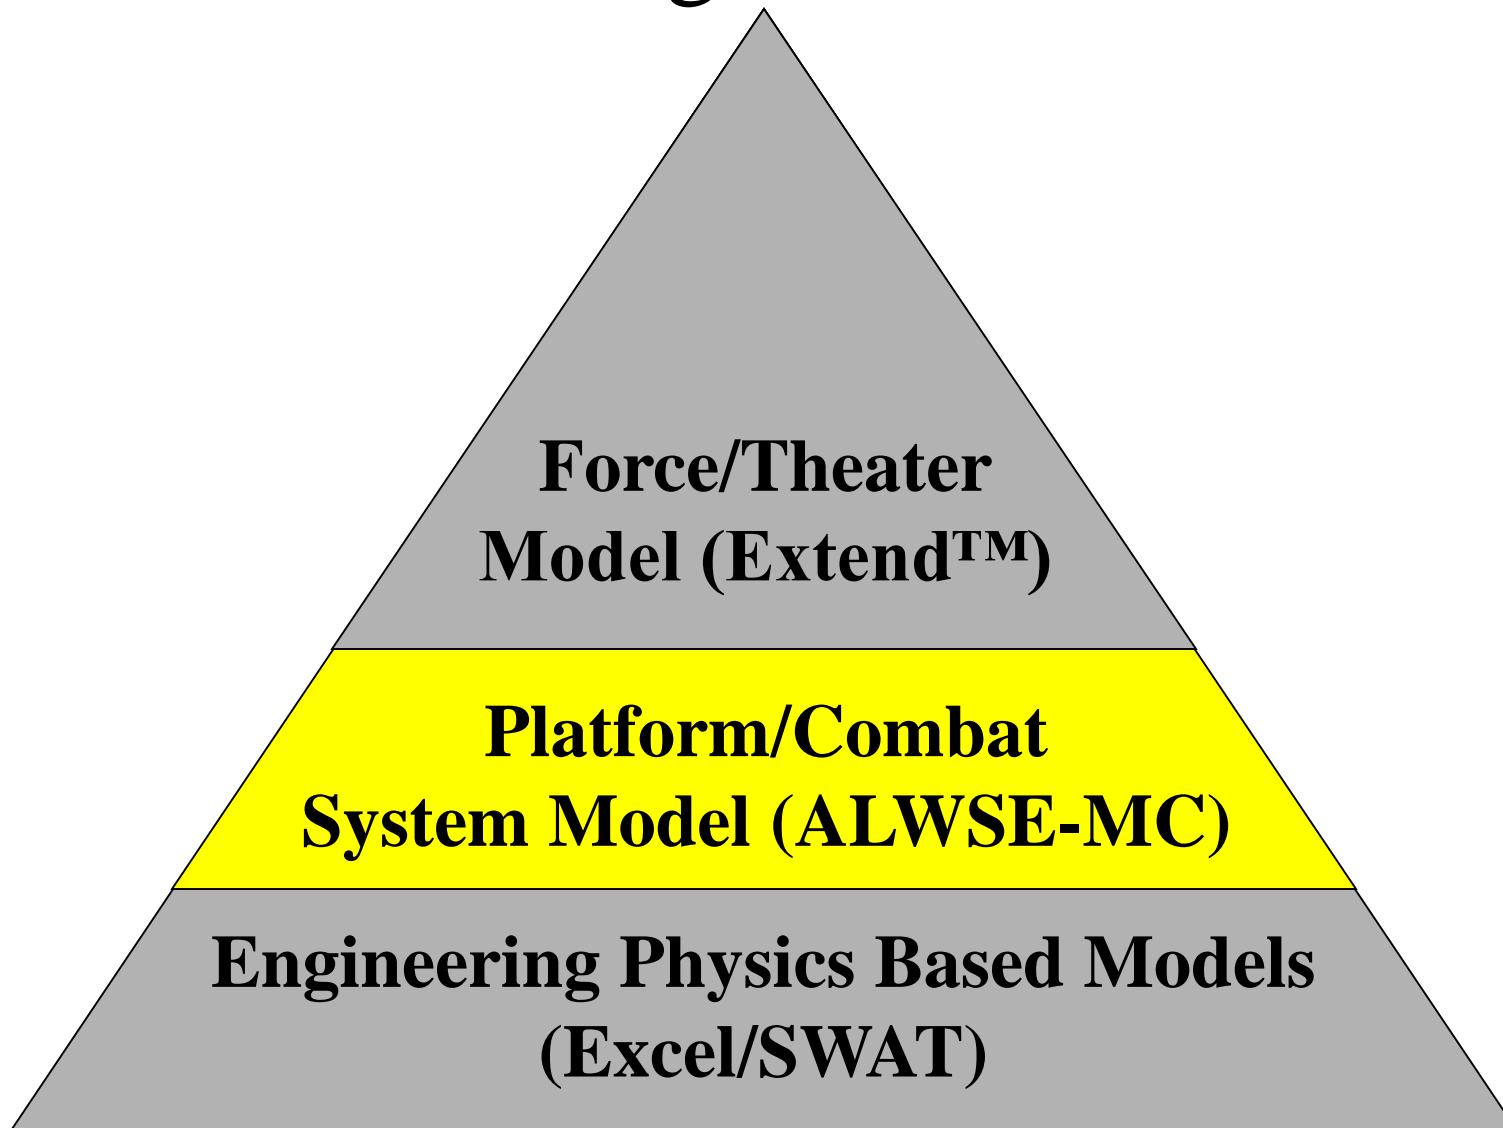 Force/Theater
Model (Extend™)
Platform/Combat
System Model (ALWSE-MC)
Engineering Physics Based Models
(Excel/SWAT)